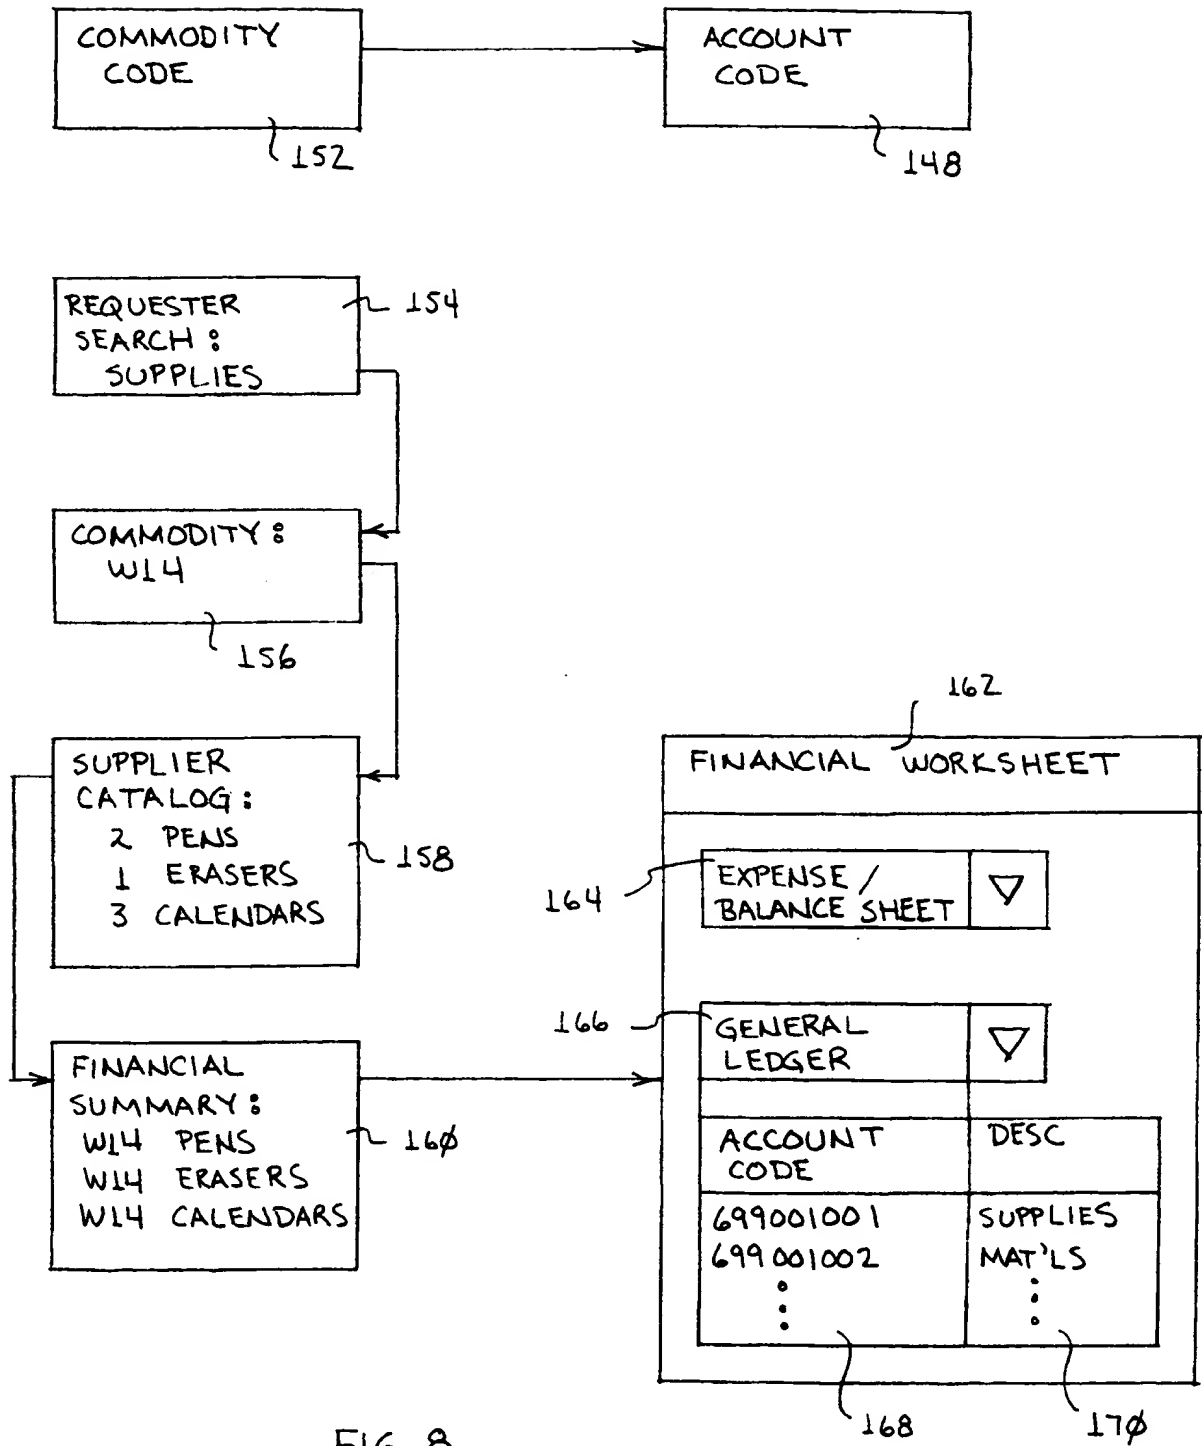 COMMODITY
CODE
152
ACCOUNT
CODE
148
REQUESTER
SEARCH:
SUPPLIES
154
COMMODITY:
W14
156
SUPPLIER
CATALOG:
2 PENS
1 ERASERS
3 CALENDARS
158
FINANCIAL
SUMMARY:
W14 PENS
W14 ERASERS
W14 CALENDARS
16ø
162
FINANCIAL WORKSHEET
164
EXPENSE/
BALANCE SHEET
166
GENERAL
LEDGER
ACCOUNT
CODE
DESC
699001001 SUPPLIES
699001002 MAT'LS
168
17ø
FIG. 8